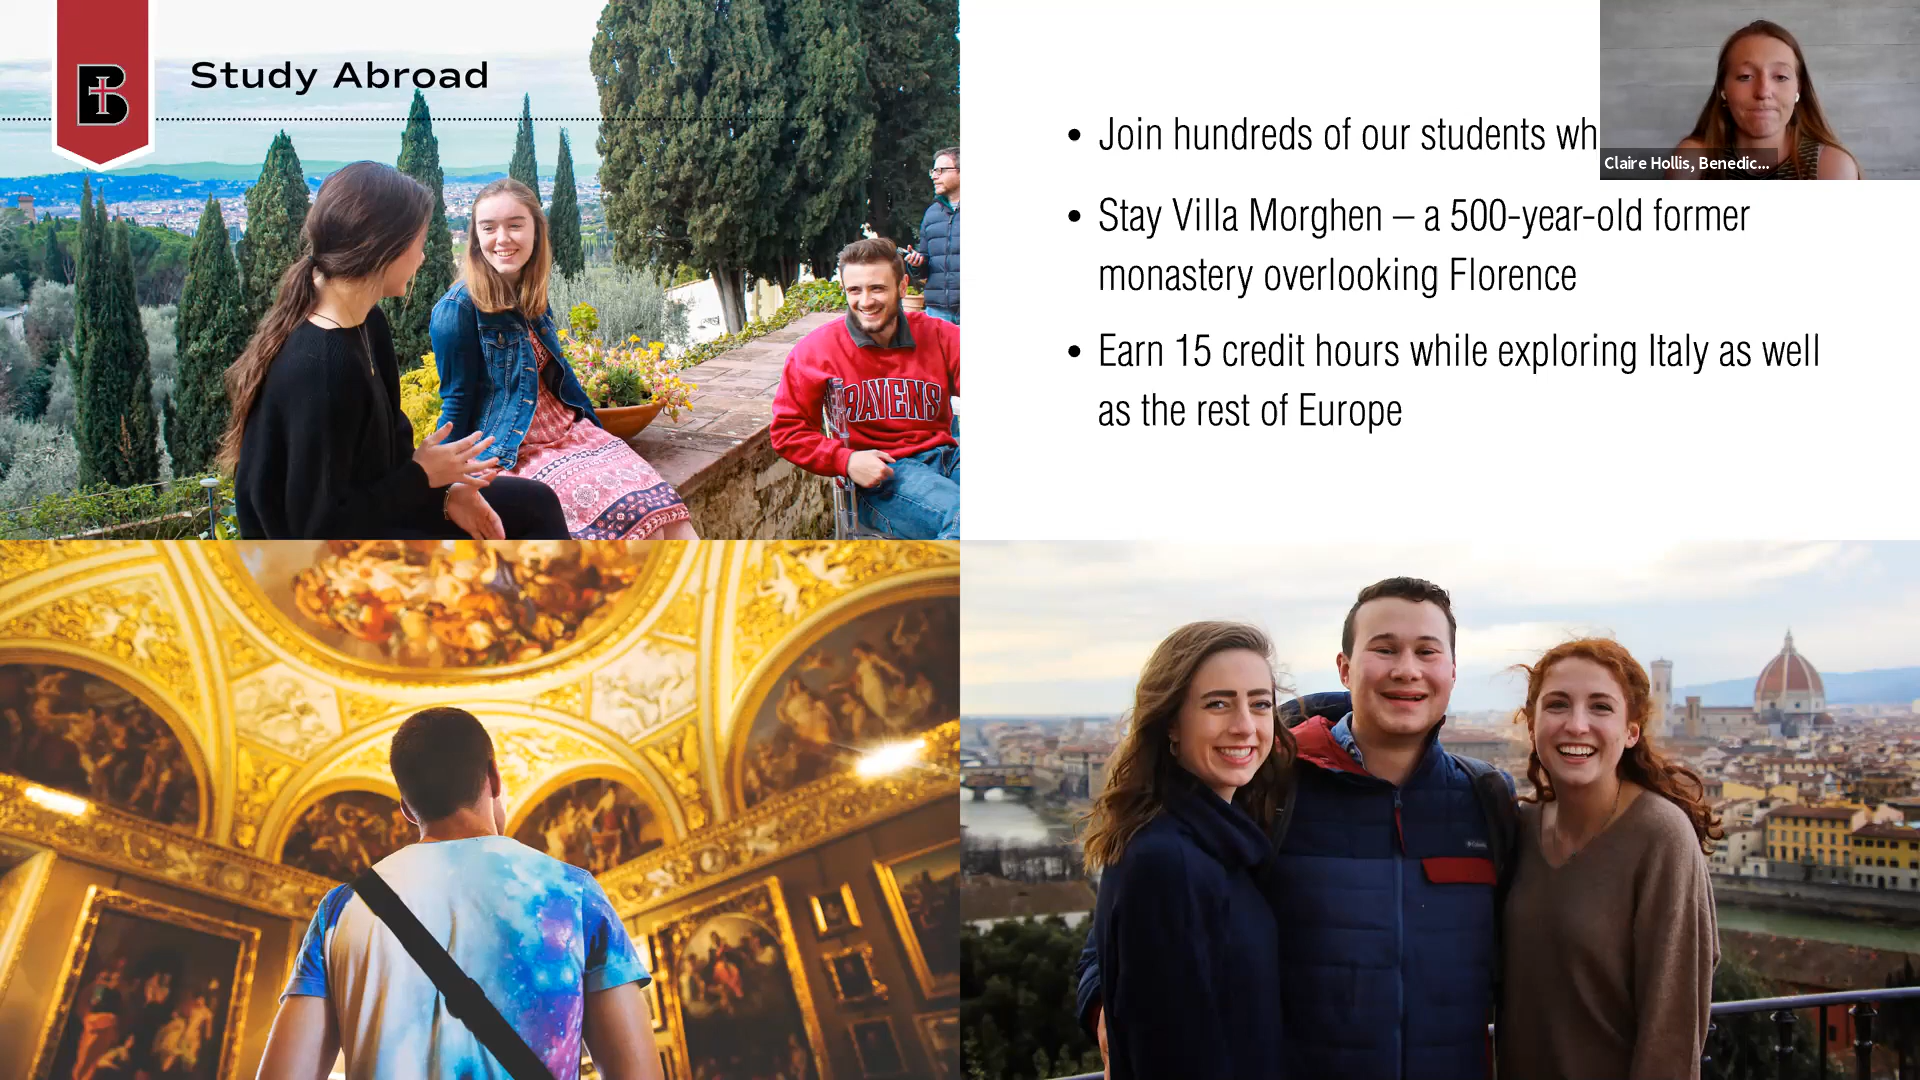 Study Abroad
• Join hundreds of our students wh
• Stay Villa Morghen – a 500-year-old former
monastery overlooking Florence
• Earn 15 credit hours while exploring Italy as well
as the rest of Europe
Claire Hollis, Benedic...
RAVENS
Columbia